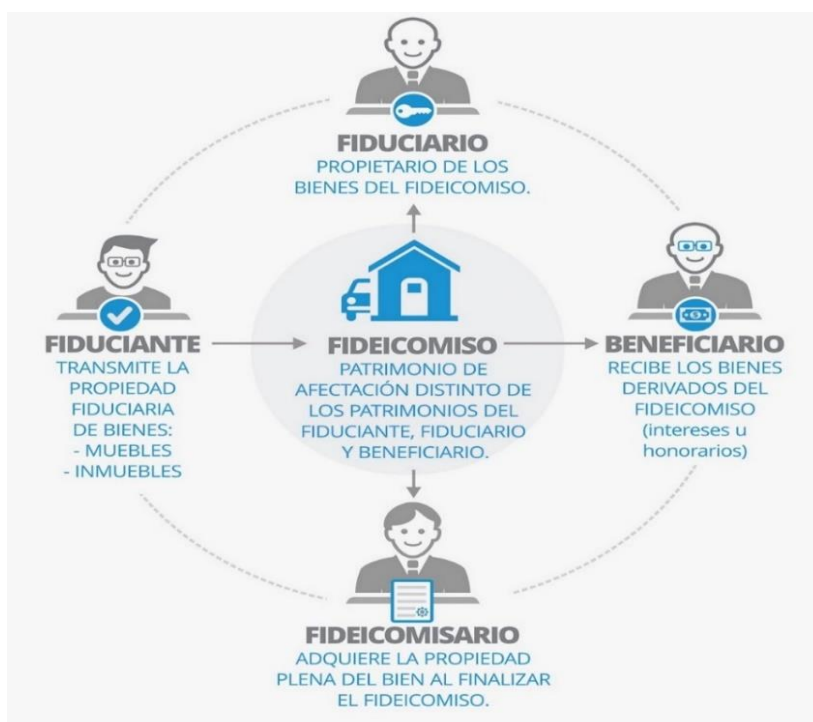 FIDUCIARIO
PROPIETARIO DE LOS
BIENES DEL FIDEICOMISO.
FIDUCIANTE
TRANSMITE LA
PROPIEDAD
FIDUCIARIA
DE BIENES:
- MUEBLES
- INMUEBLES
FIDEICOMISO
PATRIMONIO DE
AFECTACIÓN DISTINTO DE
LOS PATRIMONIOS DEL
FIDUCIANTE, FIDUCIARIO
Y BENEFICIARIO.
BENEFICIARIO
RECIBE LOS BIENES
DERIVADOS DEL
FIDEICOMISO
(intereses u
honorarios)
FIDEICOMISARIO
ADQUIERE LA PROPIEDAD
PLENA DEL BIEN AL FINALIZAR
EL FIDEICOMISO.